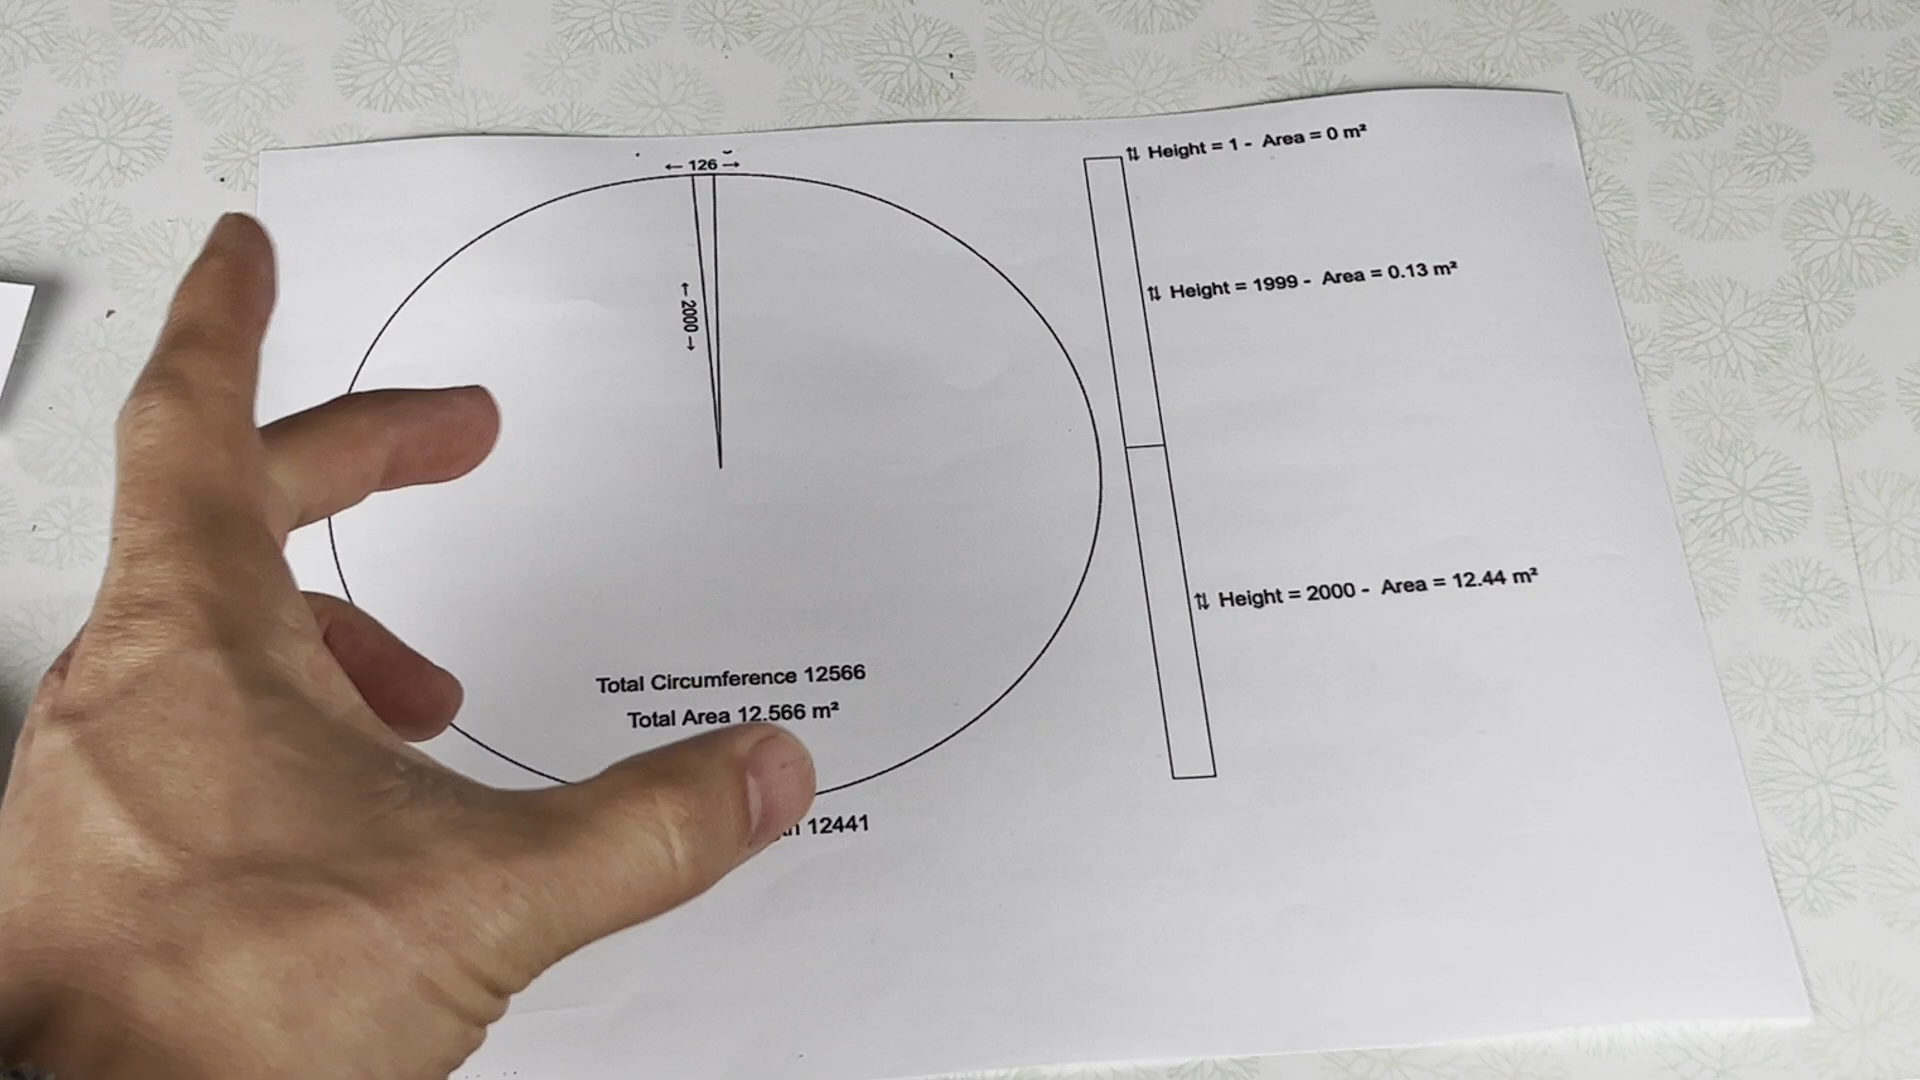 ← 126 →
← 2000 →
Total Circumference 12566
Total Area 12.566 m²
12441
⇅ Height = 1 - Area = 0 m²
⇅ Height = 1999 - Area = 0.13 m²
⇅ Height = 2000 - Area = 12.44 m²